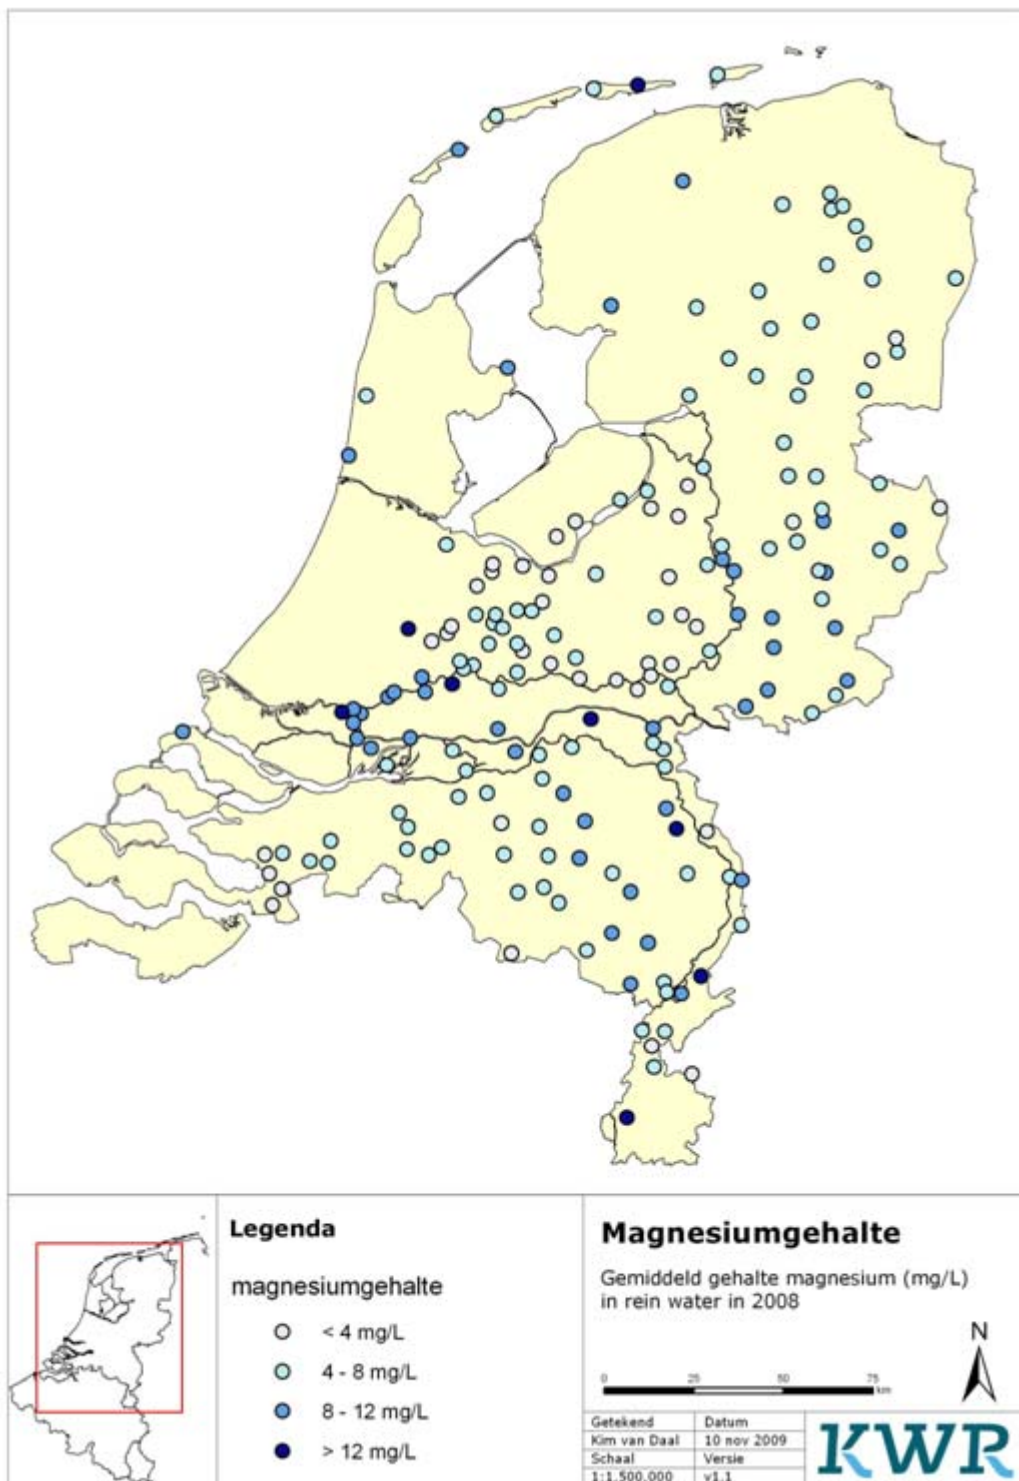 Legenda
magnesiumgehalte
< 4 mg/L
4 - 8 mg/L
8 - 12 mg/L
> 12 mg/L
Magnesiumgehalte
Gemiddeld gehalte magnesium (mg/L)
in rein water in 2008
N
0 25 50 75
km
Getekend Datum
Kim van Daal 10 nov 2009
Schaal Versie
1:1.500.000 v1.1
KWR